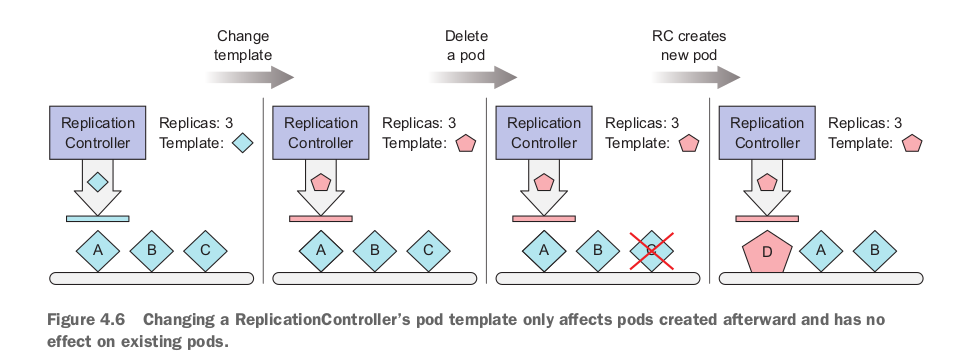 Change
template
Delete
a pod
RC creates
new pod
Replication
Controller
Replicas: 3
Template:
A
B
C
Replication
Controller
Replicas: 3
Template:
A
B
C
Replication
Controller
Replicas: 3
Template:
A
B
C
Replication
Controller
Replicas: 3
Template:
D
A
B
Figure 4.6 Changing a ReplicationController’s pod template only affects pods created afterward and has no
effect on existing pods.